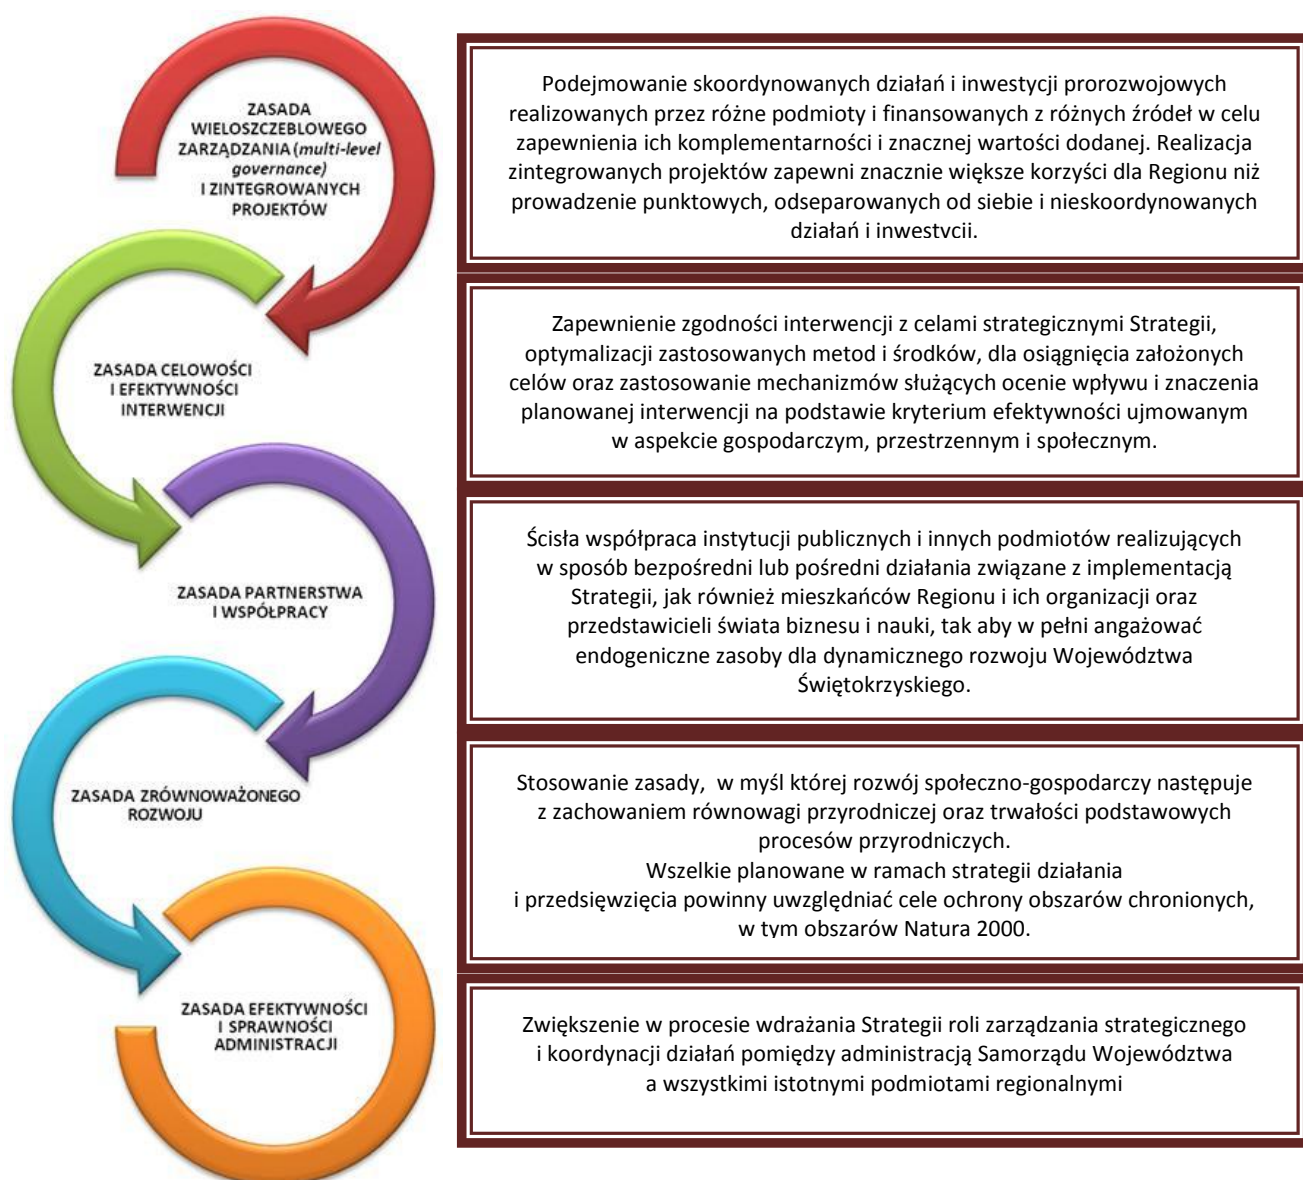 ZASADA
WIELOSZCZEBLOWEGO
ZARZĄDZANIA (multi-level
governance)
I ZINTEGROWANYCH
PROJEKTÓW
Podejmowanie skoordynowanych działań i inwestycji prorozwojowych
realizowanych przez różne podmioty i finansowanych z różnych źródeł w celu
zapewnienia ich komplementarności i znacznej wartości dodanej. Realizacja
zintegrowanych projektów zapewni znacznie większe korzyści dla Regionu niż
prowadzenie punktowych, odseparowanych od siebie i nieskoordynowanych
działań i inwestycji.
ZASADA CELOWOŚCI
I EFEKTYWNOŚCI
INTERWENCJI
Zapewnienie zgodności interwencji z celami strategicznymi Strategii,
optymalizacji zastosowanych metod i środków, dla osiągnięcia założonych
celów oraz zastosowanie mechanizmów służących ocenie wpływu i znaczenia
planowanej interwencji na podstawie kryterium efektywności ujmowanym
w aspekcie gospodarczym, przestrzennym i społecznym.
ZASADA PARTNERSTWA
I WSPÓŁPRACY
Ścisła współpraca instytucji publicznych i innych podmiotów realizujących
w sposób bezpośredni lub pośredni działania związane z implementacją
Strategii, jak również mieszkańców Regionu i ich organizacji oraz
przedstawicieli świata biznesu i nauki, tak aby w pełni angażować
endogeniczne zasoby dla dynamicznego rozwoju Województwa
Świętokrzyskiego.
ZASADA ZRÓWNOWAŻONEGO
ROZWOJU
Stosowanie zasady, w myśl której rozwój społeczno-gospodarczy następuje
z zachowaniem równowagi przyrodniczej oraz trwałości podstawowych
procesów przyrodniczych.
Wszelkie planowane w ramach strategii działania
i przedsięwzięcia powinny uwzględniać cele ochrony obszarów chronionych,
w tym obszarów Natura 2000.
ZASADA EFEKTYWNOŚCI
I SPRAWNOŚCI
ADMINISTRACJI
Zwiększenie w procesie wdrażania Strategii roli zarządzania strategicznego
i koordynacji działań pomiędzy administracją Samorządu Województwa
a wszystkimi istotnymi podmiotami regionalnymi